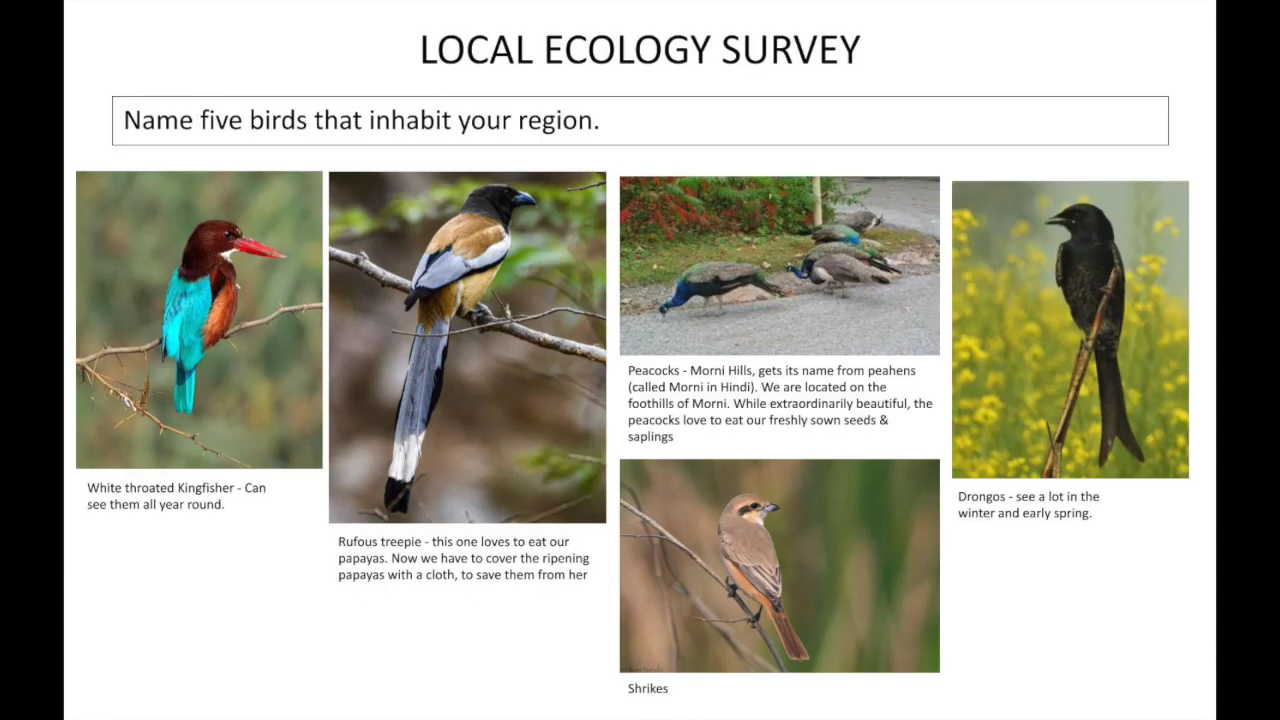 LOCAL ECOLOGY SURVEY
Name five birds that inhabit your region.
White throated Kingfisher - Can
see them all year round.
Rufous treepie - this one loves to eat our
papayas. Now we have to cover the ripening
papayas with a cloth, to save them from her
Peacocks - Morni Hills, gets its name from peahens
(called Morni in Hindi). We are located on the
foothills of Morni. While extraordinarily beautiful, the
peacocks love to eat our freshly sown seeds &
saplings
Shrikes
Drongos - see a lot in the
winter and early spring.